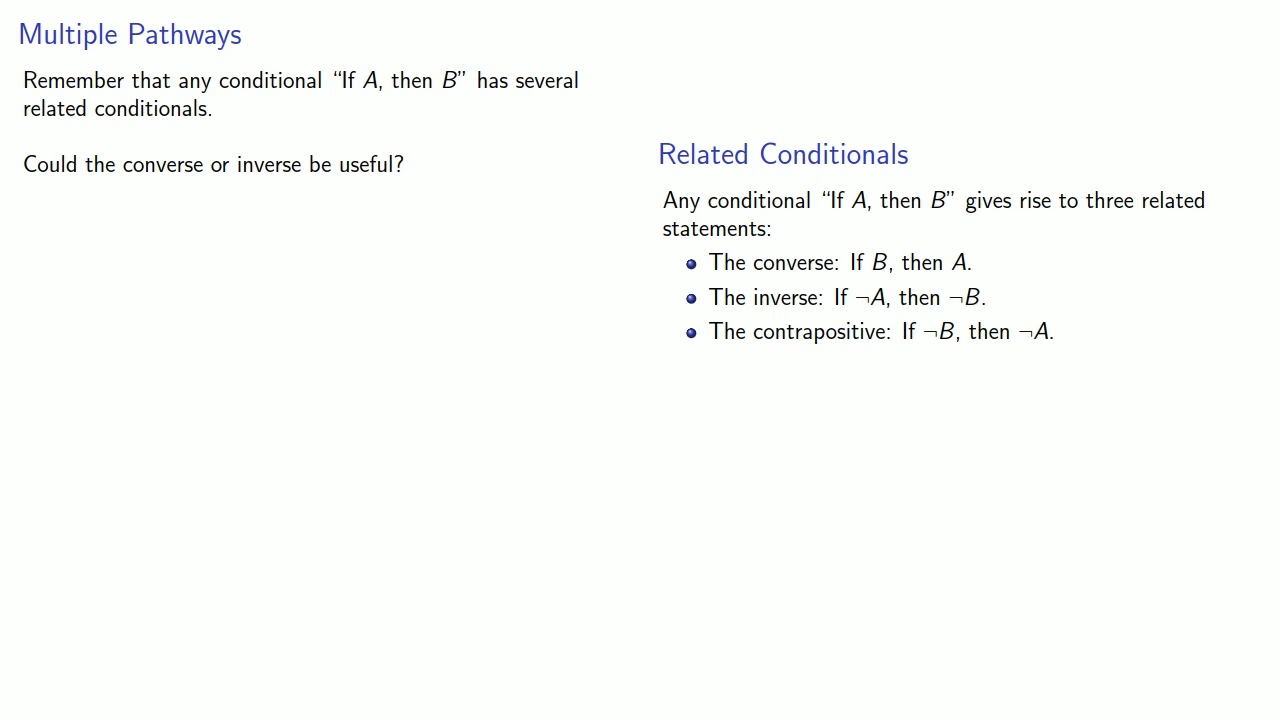 Multiple Pathways
Remember that any conditional “If A, then B” has several
related conditionals.
Could the converse or inverse be useful?
Related Conditionals
Any conditional “If A, then B” gives rise to three related
statements:
The converse: If B, then A.
The inverse: If ¬A, then ¬B.
The contrapositive: If ¬B, then ¬A.